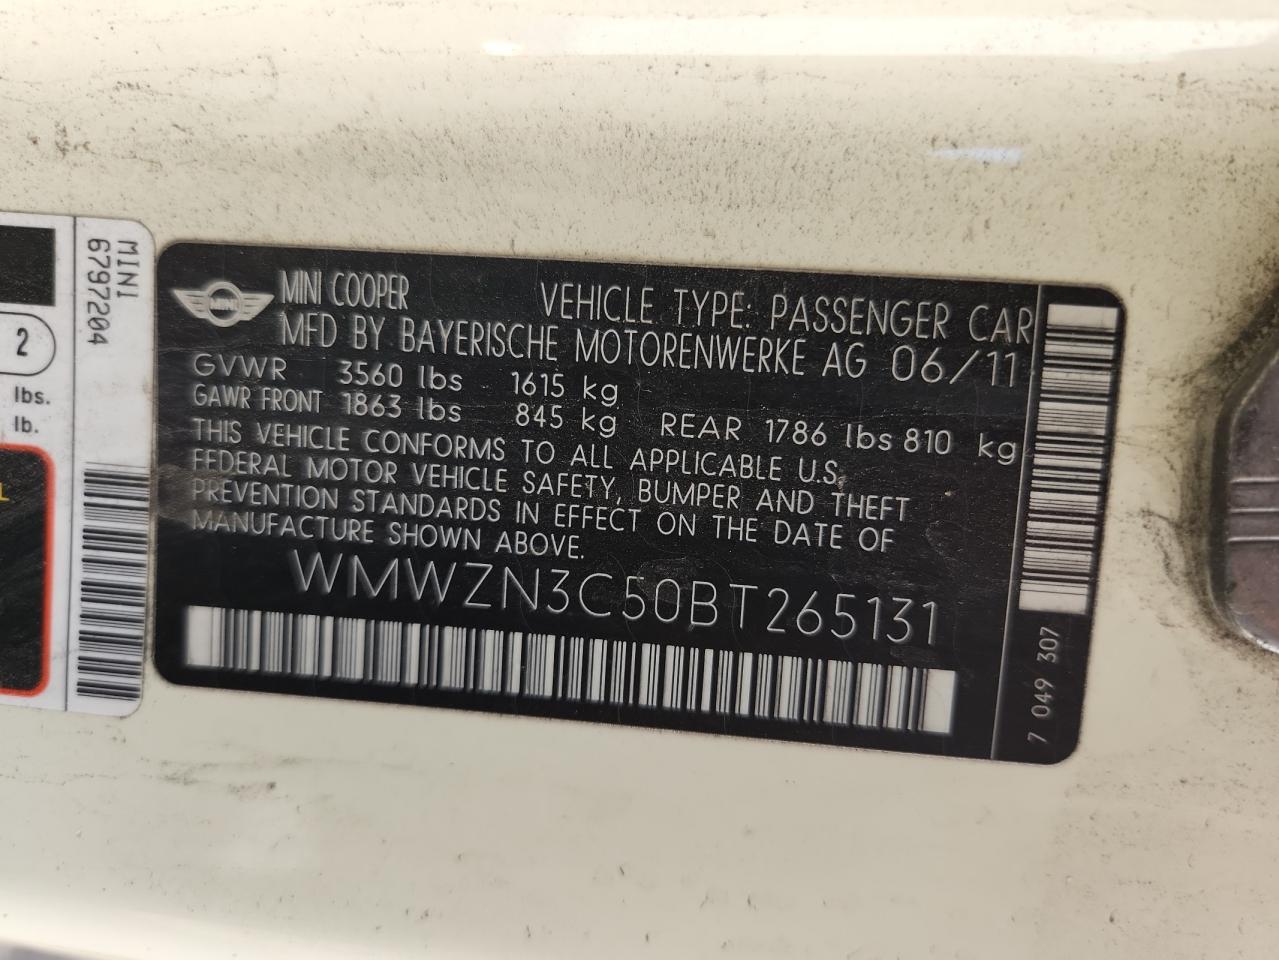 MINI
6797204
2
lbs.
lb.
L
MINI
MINI COOPER
VEHICLE TYPE: PASSENGER CAR
MFD BY BAYERISCHE MOTORENWERKE AG 06/11
GVWR 3560 lbs 1615 kg
GAWR FRONT 1863 lbs 845 kg REAR 1786 lbs 810 kg
THIS VEHICLE CONFORMS TO ALL APPLICABLE U.S.
FEDERAL MOTOR VEHICLE SAFETY, BUMPER AND THEFT
PREVENTION STANDARDS IN EFFECT ON THE DATE OF
MANUFACTURE SHOWN ABOVE.
WMWZN3C50BT265131
7 049 307